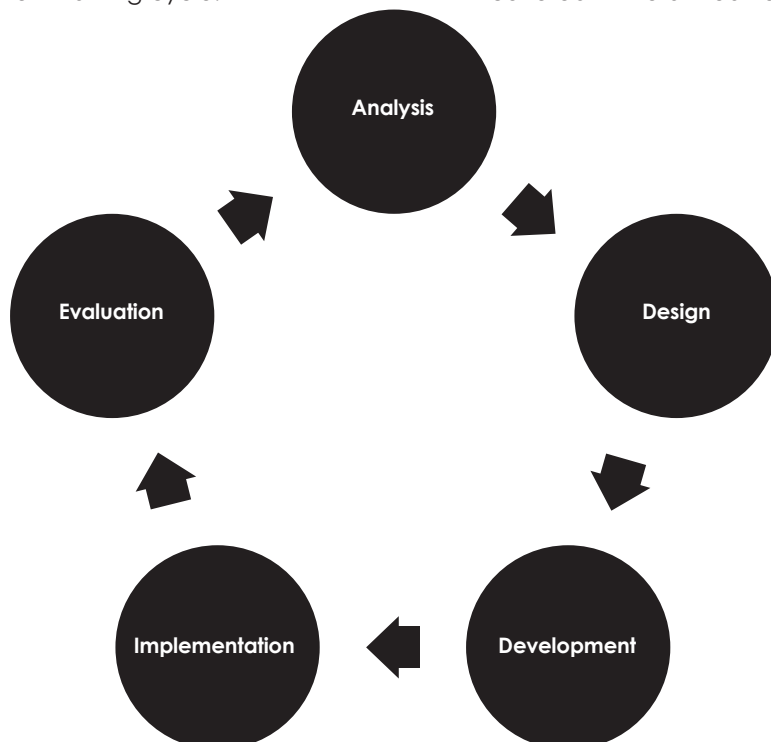 Analysis
Design
Development
Implementation
Evaluation